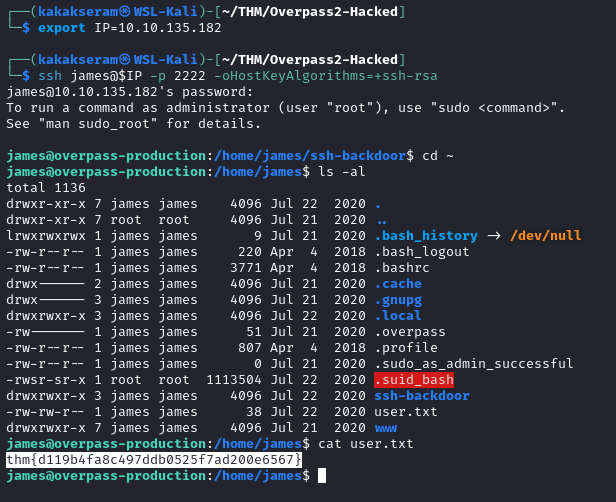 ┌──(kakakseram㉿WSL-Kali)-[~/THM/Overpass2-Hacked]
└─$ export IP=10.10.135.182
┌──(kakakseram㉿WSL-Kali)-[~/THM/Overpass2-Hacked]
└─$ ssh james@$IP -p 2222 -oHostKeyAlgorithms=+ssh-rsa
james@10.10.135.182's password:
To run a command as administrator (user "root"), use "sudo <command>".
See "man sudo_root" for details.
james@overpass-production:/home/james/ssh-backdoor$ cd ~
james@overpass-production:/home/james$ ls -al
total 1136
drwxr-xr-x 7 james james    4096 Jul 22  2020 .
drwxr-xr-x 7 root  root     4096 Jul 21  2020 ..
lrwxrwxrwx 1 james james       9 Jul 21  2020 .bash_history -> /dev/null
-rw-r--r-- 1 james james     220 Apr  4  2018 .bash_logout
-rw-r--r-- 1 james james    3771 Apr  4  2018 .bashrc
drwx------ 2 james james    4096 Jul 21  2020 .cache
drwx------ 3 james james    4096 Jul 21  2020 .gnupg
drwxrwxr-x 3 james james    4096 Jul 22  2020 .local
-rw------- 1 james james      51 Jul 21  2020 .overpass
-rw-r--r-- 1 james james     807 Apr  4  2018 .profile
-rw-r--r-- 1 james james       0 Jul 21  2020 .sudo_as_admin_successful
-rwsr-sr-x 1 root  root  1113504 Jul 22  2020 .suid_bash
drwxrwxr-x 3 james james    4096 Jul 22  2020 ssh-backdoor
-rw-rw-r-- 1 james james      38 Jul 22  2020 user.txt
drwxrwxr-x 7 james james    4096 Jul 21  2020 www
james@overpass-production:/home/james$ cat user.txt
thm{d119b4fa8c497ddb0525f7ad200e6567}
james@overpass-production:/home/james$